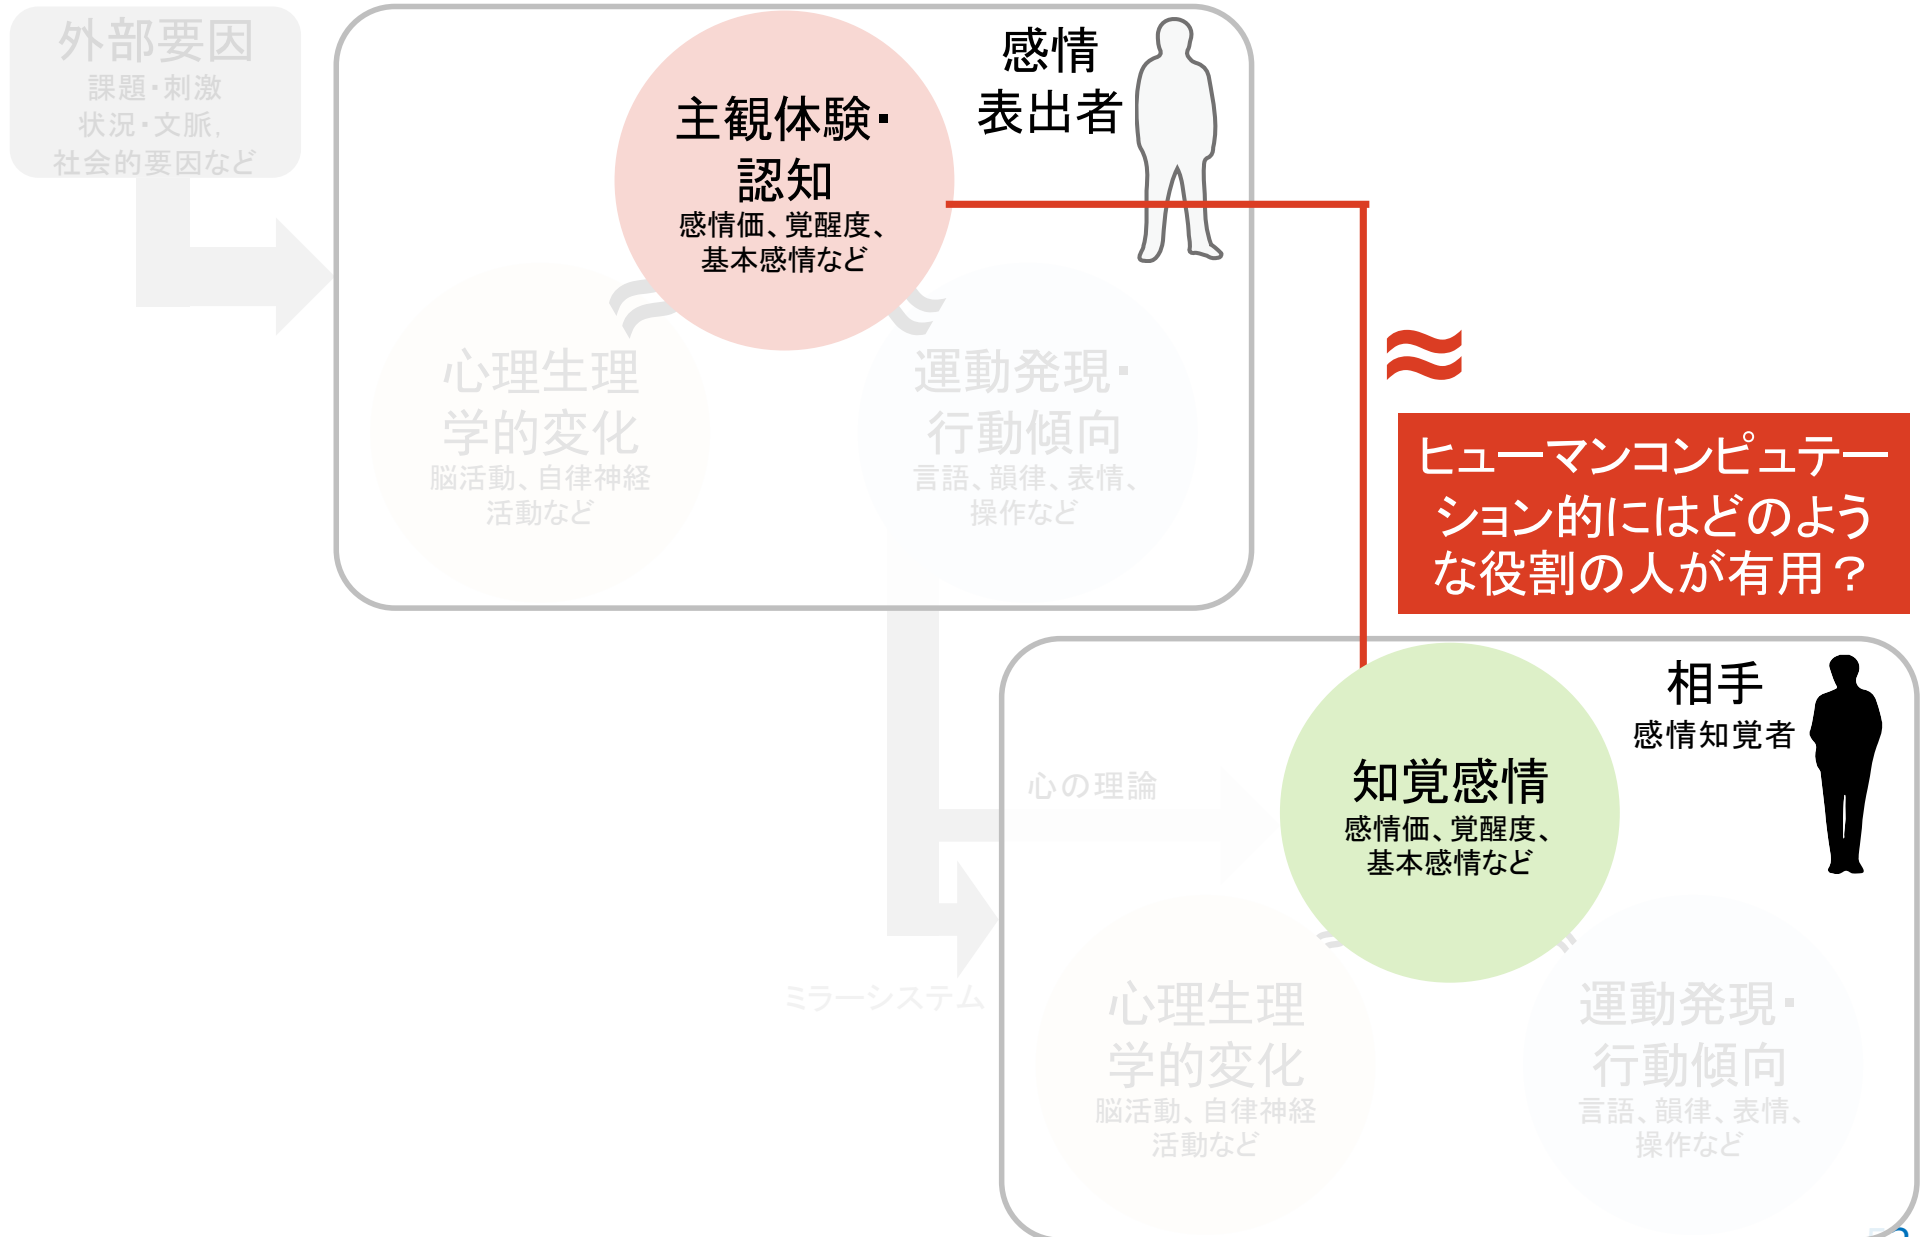 外部要因
課題・刺激
状況・文脈,
社会的要因など
感情
表出者
主観体験・
認知
感情価、覚醒度、
基本感情など
心理生理
学的変化
脳活動、自律神経
活動など
運動発現・
行動傾向
言語、韻律、表情、
操作など
≈
ヒューマンコンピュテー
ション的にはどのよう
な役割の人が有用？
相手
感情知覚者
心の理論
知覚感情
感情価、覚醒度、
基本感情など
ミラーシステム
心理生理
学的変化
脳活動、自律神経
活動など
運動発現・
行動傾向
言語、韻律、表情、
操作など